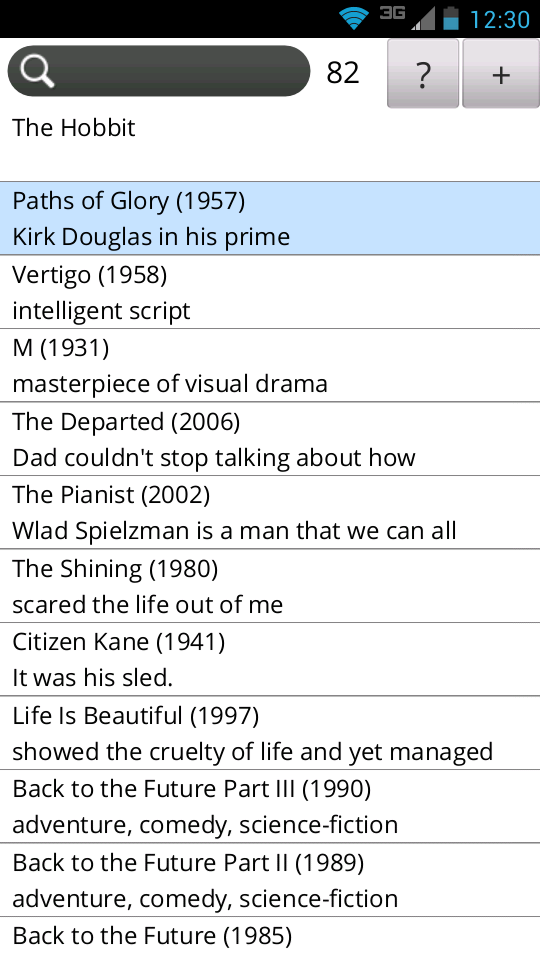 3G 12:30
82 ? +
The Hobbit
Paths of Glory (1957)
Kirk Douglas in his prime
Vertigo (1958)
intelligent script
M (1931)
masterpiece of visual drama
The Departed (2006)
Dad couldn't stop talking about how
The Pianist (2002)
Wlad Spielzman is a man that we can all
The Shining (1980)
scared the life out of me
Citizen Kane (1941)
It was his sled.
Life Is Beautiful (1997)
showed the cruelty of life and yet managed
Back to the Future Part III (1990)
adventure, comedy, science-fiction
Back to the Future Part II (1989)
adventure, comedy, science-fiction
Back to the Future (1985)